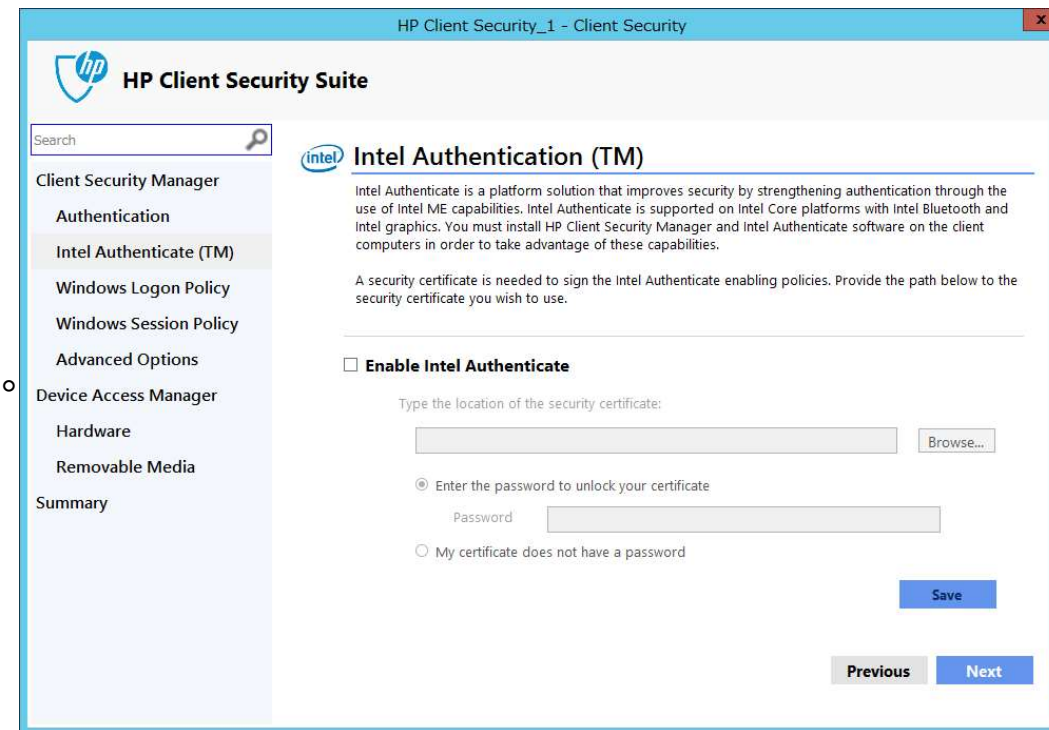 HP Client Security_1 - Client Security
x
hp
HP Client Security Suite
Search
Client Security Manager
Authentication
Intel Authenticate (TM)
Windows Logon Policy
Windows Session Policy
Advanced Options
Device Access Manager
Hardware
Removable Media
Summary
intel
Intel Authentication (TM)
Intel Authenticate is a platform solution that improves security by strengthening authentication through the
use of Intel ME capabilities. Intel Authenticate is supported on Intel Core platforms with Intel Bluetooth and
Intel graphics. You must install HP Client Security Manager and Intel Authenticate software on the client
computers in order to take advantage of these capabilities.
A security certificate is needed to sign the Intel Authenticate enabling policies. Provide the path below to the
security certificate you wish to use.
Enable Intel Authenticate
Type the location of the security certificate:
Browse...
Enter the password to unlock your certificate
Password
My certificate does not have a password
Save
Previous
Next